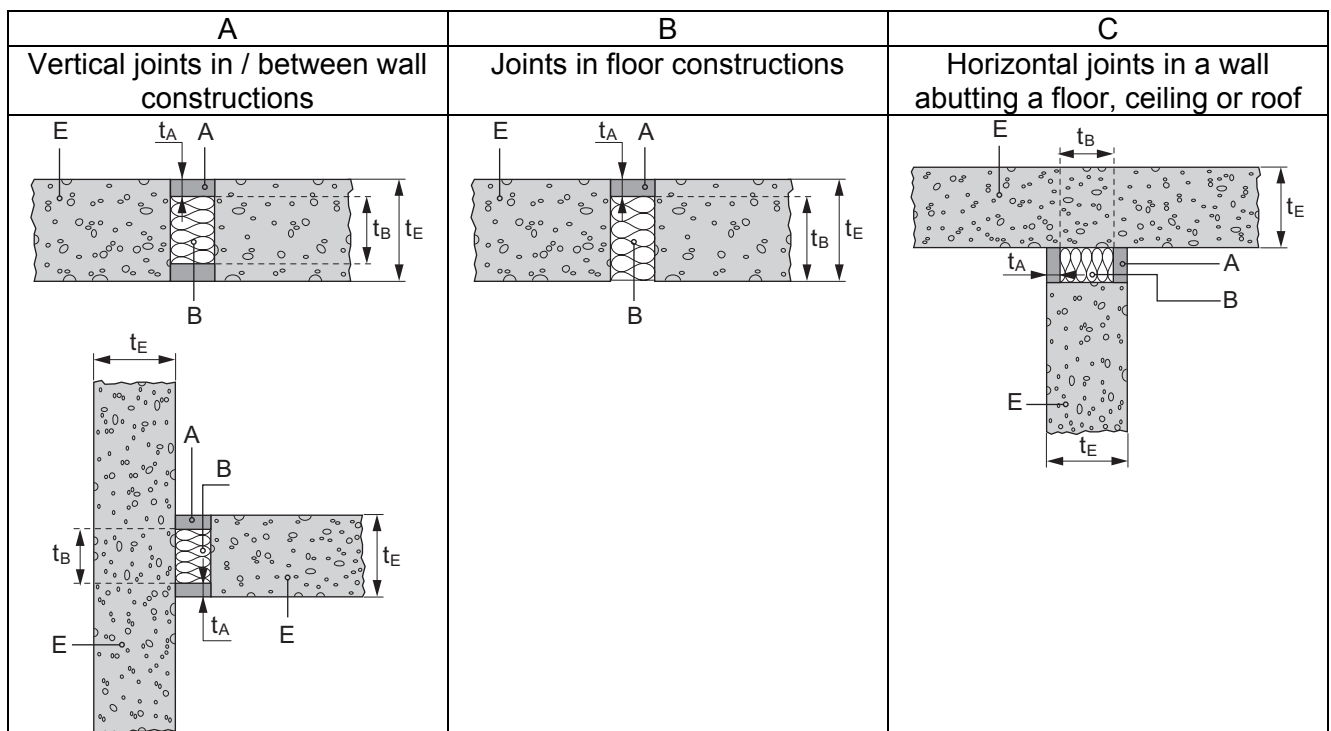 A
B
C
Vertical joints in / between wall
constructions
Joints in floor constructions
Horizontal joints in a wall
abutting a floor, ceiling or roof
E
tA
A
tB
tE
B
tE
A
B
tB
tE
tA
E
E
E
tA
A
tB
tE
B
E
tB
tE
tA
A
B
E
tE